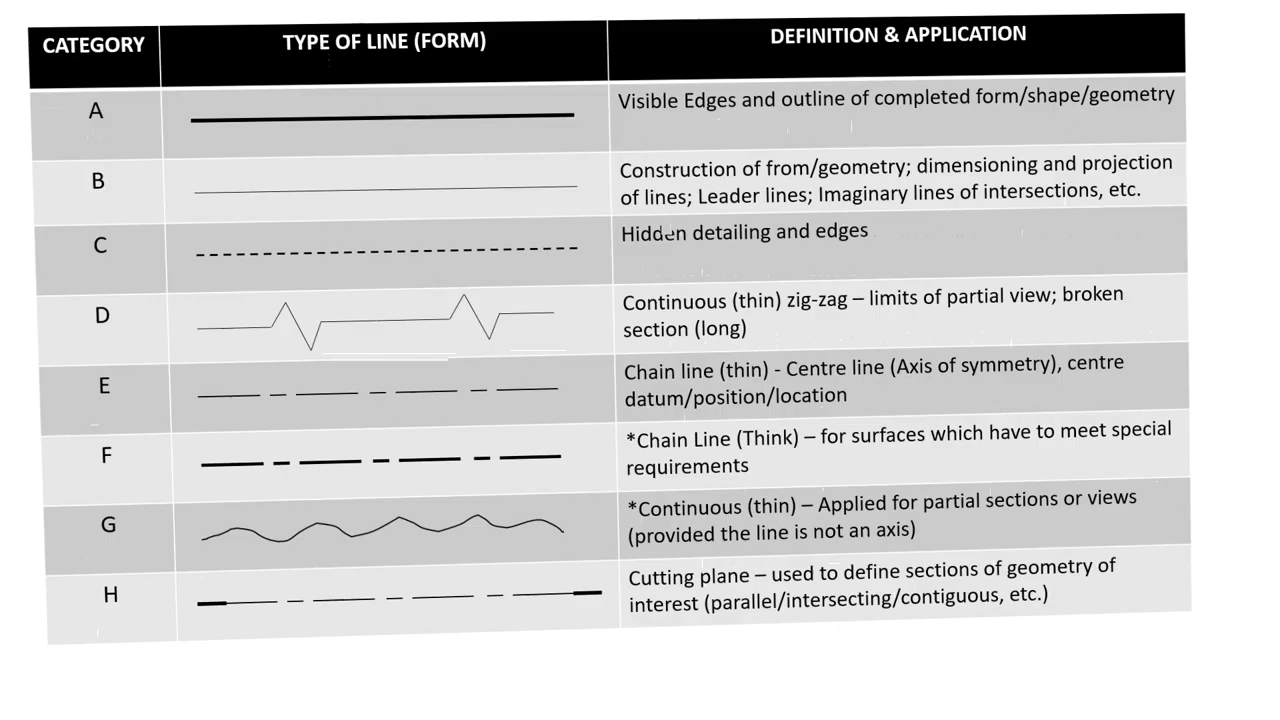 CATEGORY
TYPE OF LINE (FORM)
DEFINITION & APPLICATION
A
Visible Edges and outline of completed form/shape/geometry
B
Construction of from/geometry; dimensioning and projection
of lines; Leader lines; Imaginary lines of intersections, etc.
C
Hidden detailing and edges
D
Continuous (thin) zig-zag – limits of partial view; broken
section (long)
E
Chain line (thin) - Centre line (Axis of symmetry), centre
datum/position/location
F
*Chain Line (Think) – for surfaces which have to meet special
requirements
G
*Continuous (thin) – Applied for partial sections or views
(provided the line is not an axis)
H
Cutting plane – used to define sections of geometry of
interest (parallel/intersecting/contiguous, etc.)